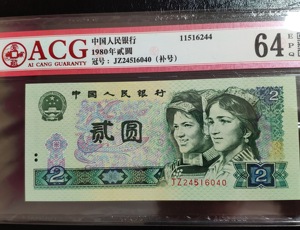 ACG
AI CANG GUARANTY
中国人民银行
1980年贰圆
冠号：JZ24516040（补号）
11516244
64
EPQ
中国人民银行
2
贰圆
2
2
JZ24516040